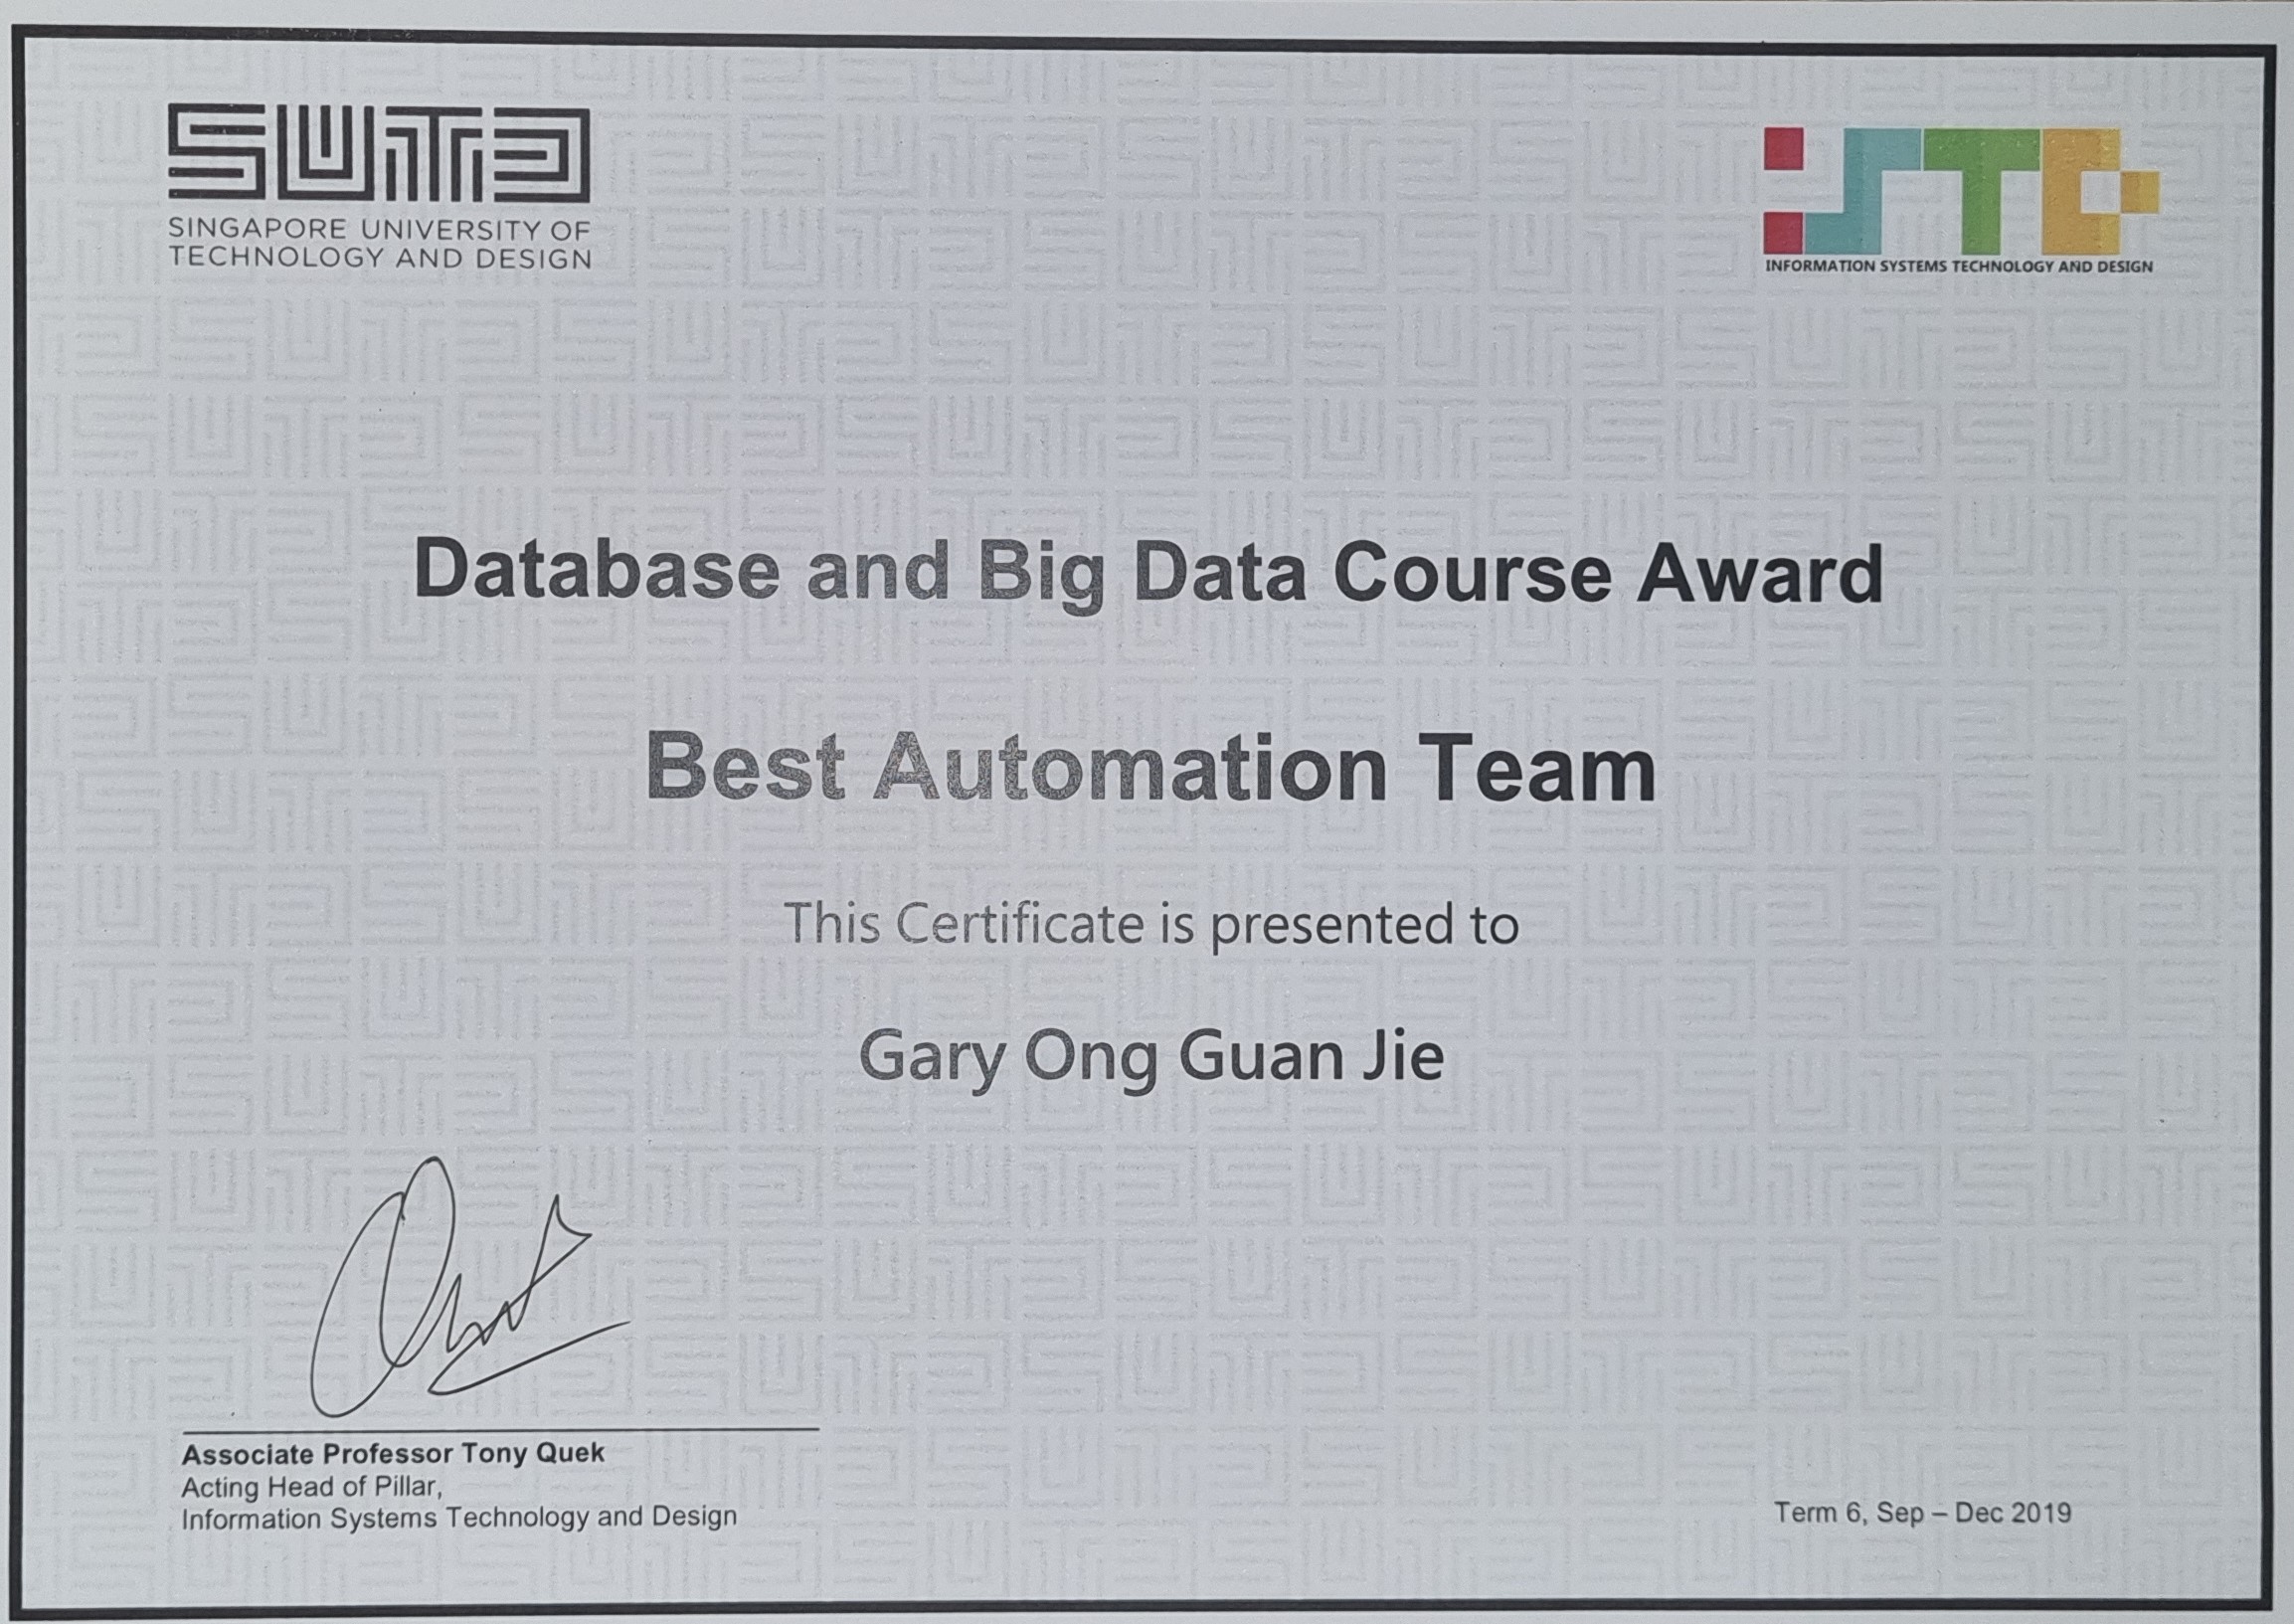 SUTD
SINGAPORE UNIVERSITY OF
TECHNOLOGY AND DESIGN
ISTD
INFORMATION SYSTEMS TECHNOLOGY AND DESIGN
Database and Big Data Course Award
Best Automation Team
This Certificate is presented to
Gary Ong Guan Jie
Associate Professor Tony Quek
Acting Head of Pillar,
Information Systems Technology and Design
Term 6, Sep – Dec 2019